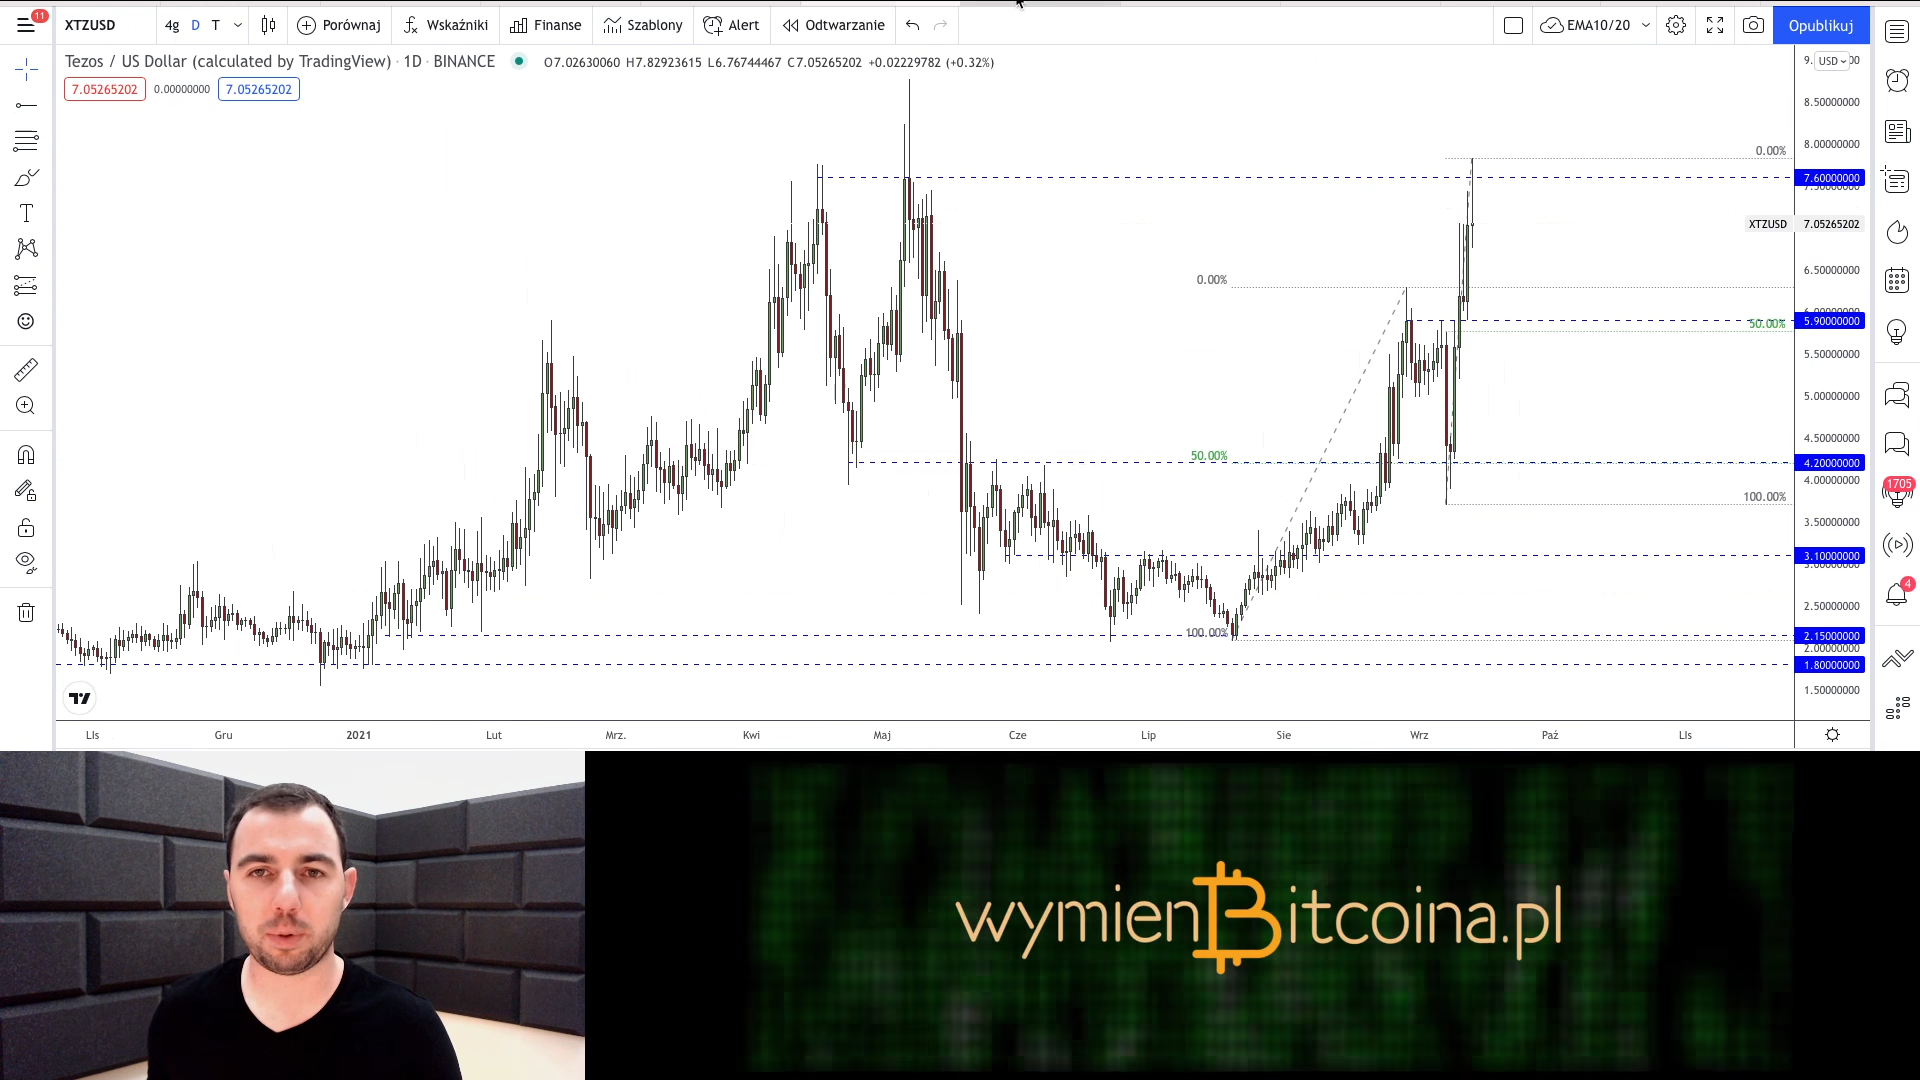 11
XTZUSD
4g D T
Porównaj
Wskaźniki
Finanse
Szablony
Alert
Odtwarzanie
EMA10/20
Opublikuj
Tezos / US Dollar (calculated by TradingView) · 1D · BINANCE
O7.02630060 H7.82923615 L6.76744467 C7.05265202 +0.02229782 (+0.32%)
7.05265202 0.00000000 7.05265202
USD
8.50000000
8.00000000
0.00%
7.60000000
XTZUSD 7.05265202
6.50000000
0.00%
5.90000000
50.00%
5.50000000
5.00000000
4.50000000
50.00%
4.20000000
4.00000000
100.00%
3.50000000
3.10000000
2.50000000
100.00%
2.15000000
2.00000000
1.80000000
1.50000000
1705
4
LIs Gru 2021 Lut Mrz. Kwi Maj Cze Lip Sie Wrz Paź LIs
wymienBitcoina.pl